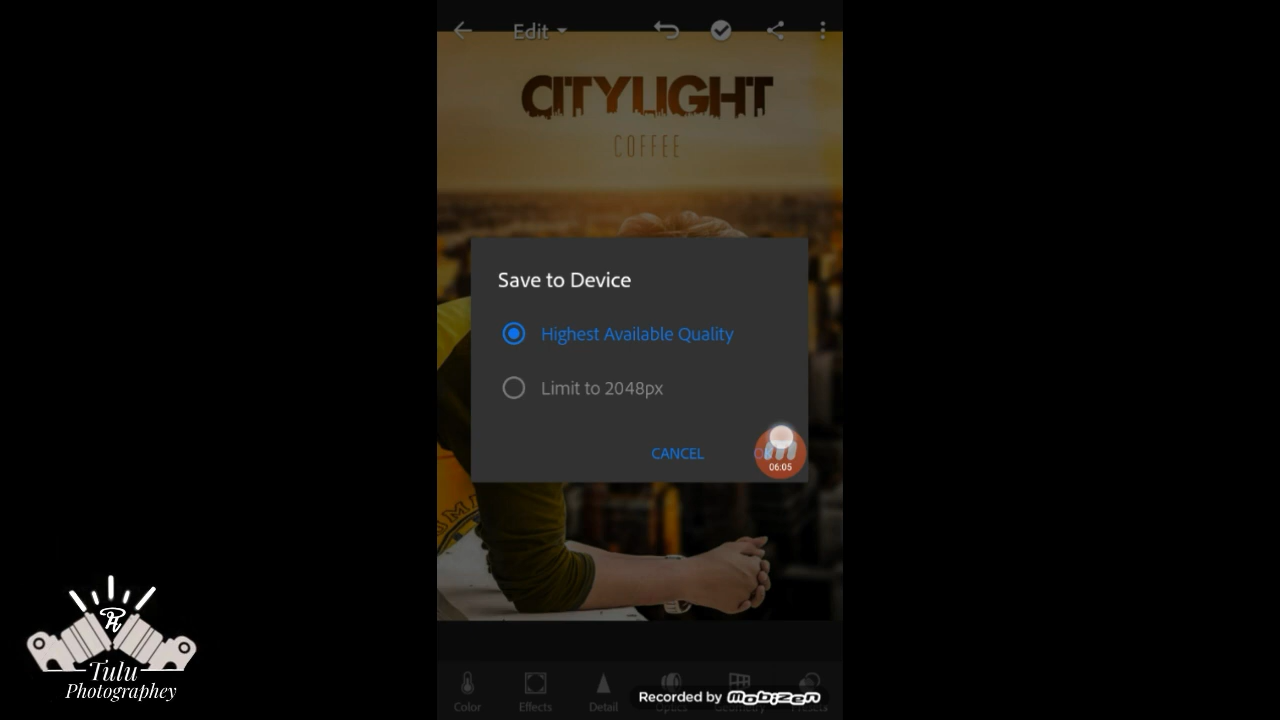 Edit
CITYLIGHT
COFFEE
Save to Device
Highest Available Quality
Limit to 2048px
CANCEL
06:05
Tulu
Photographey
Color
Effects
Detail
Recorded by mobizen